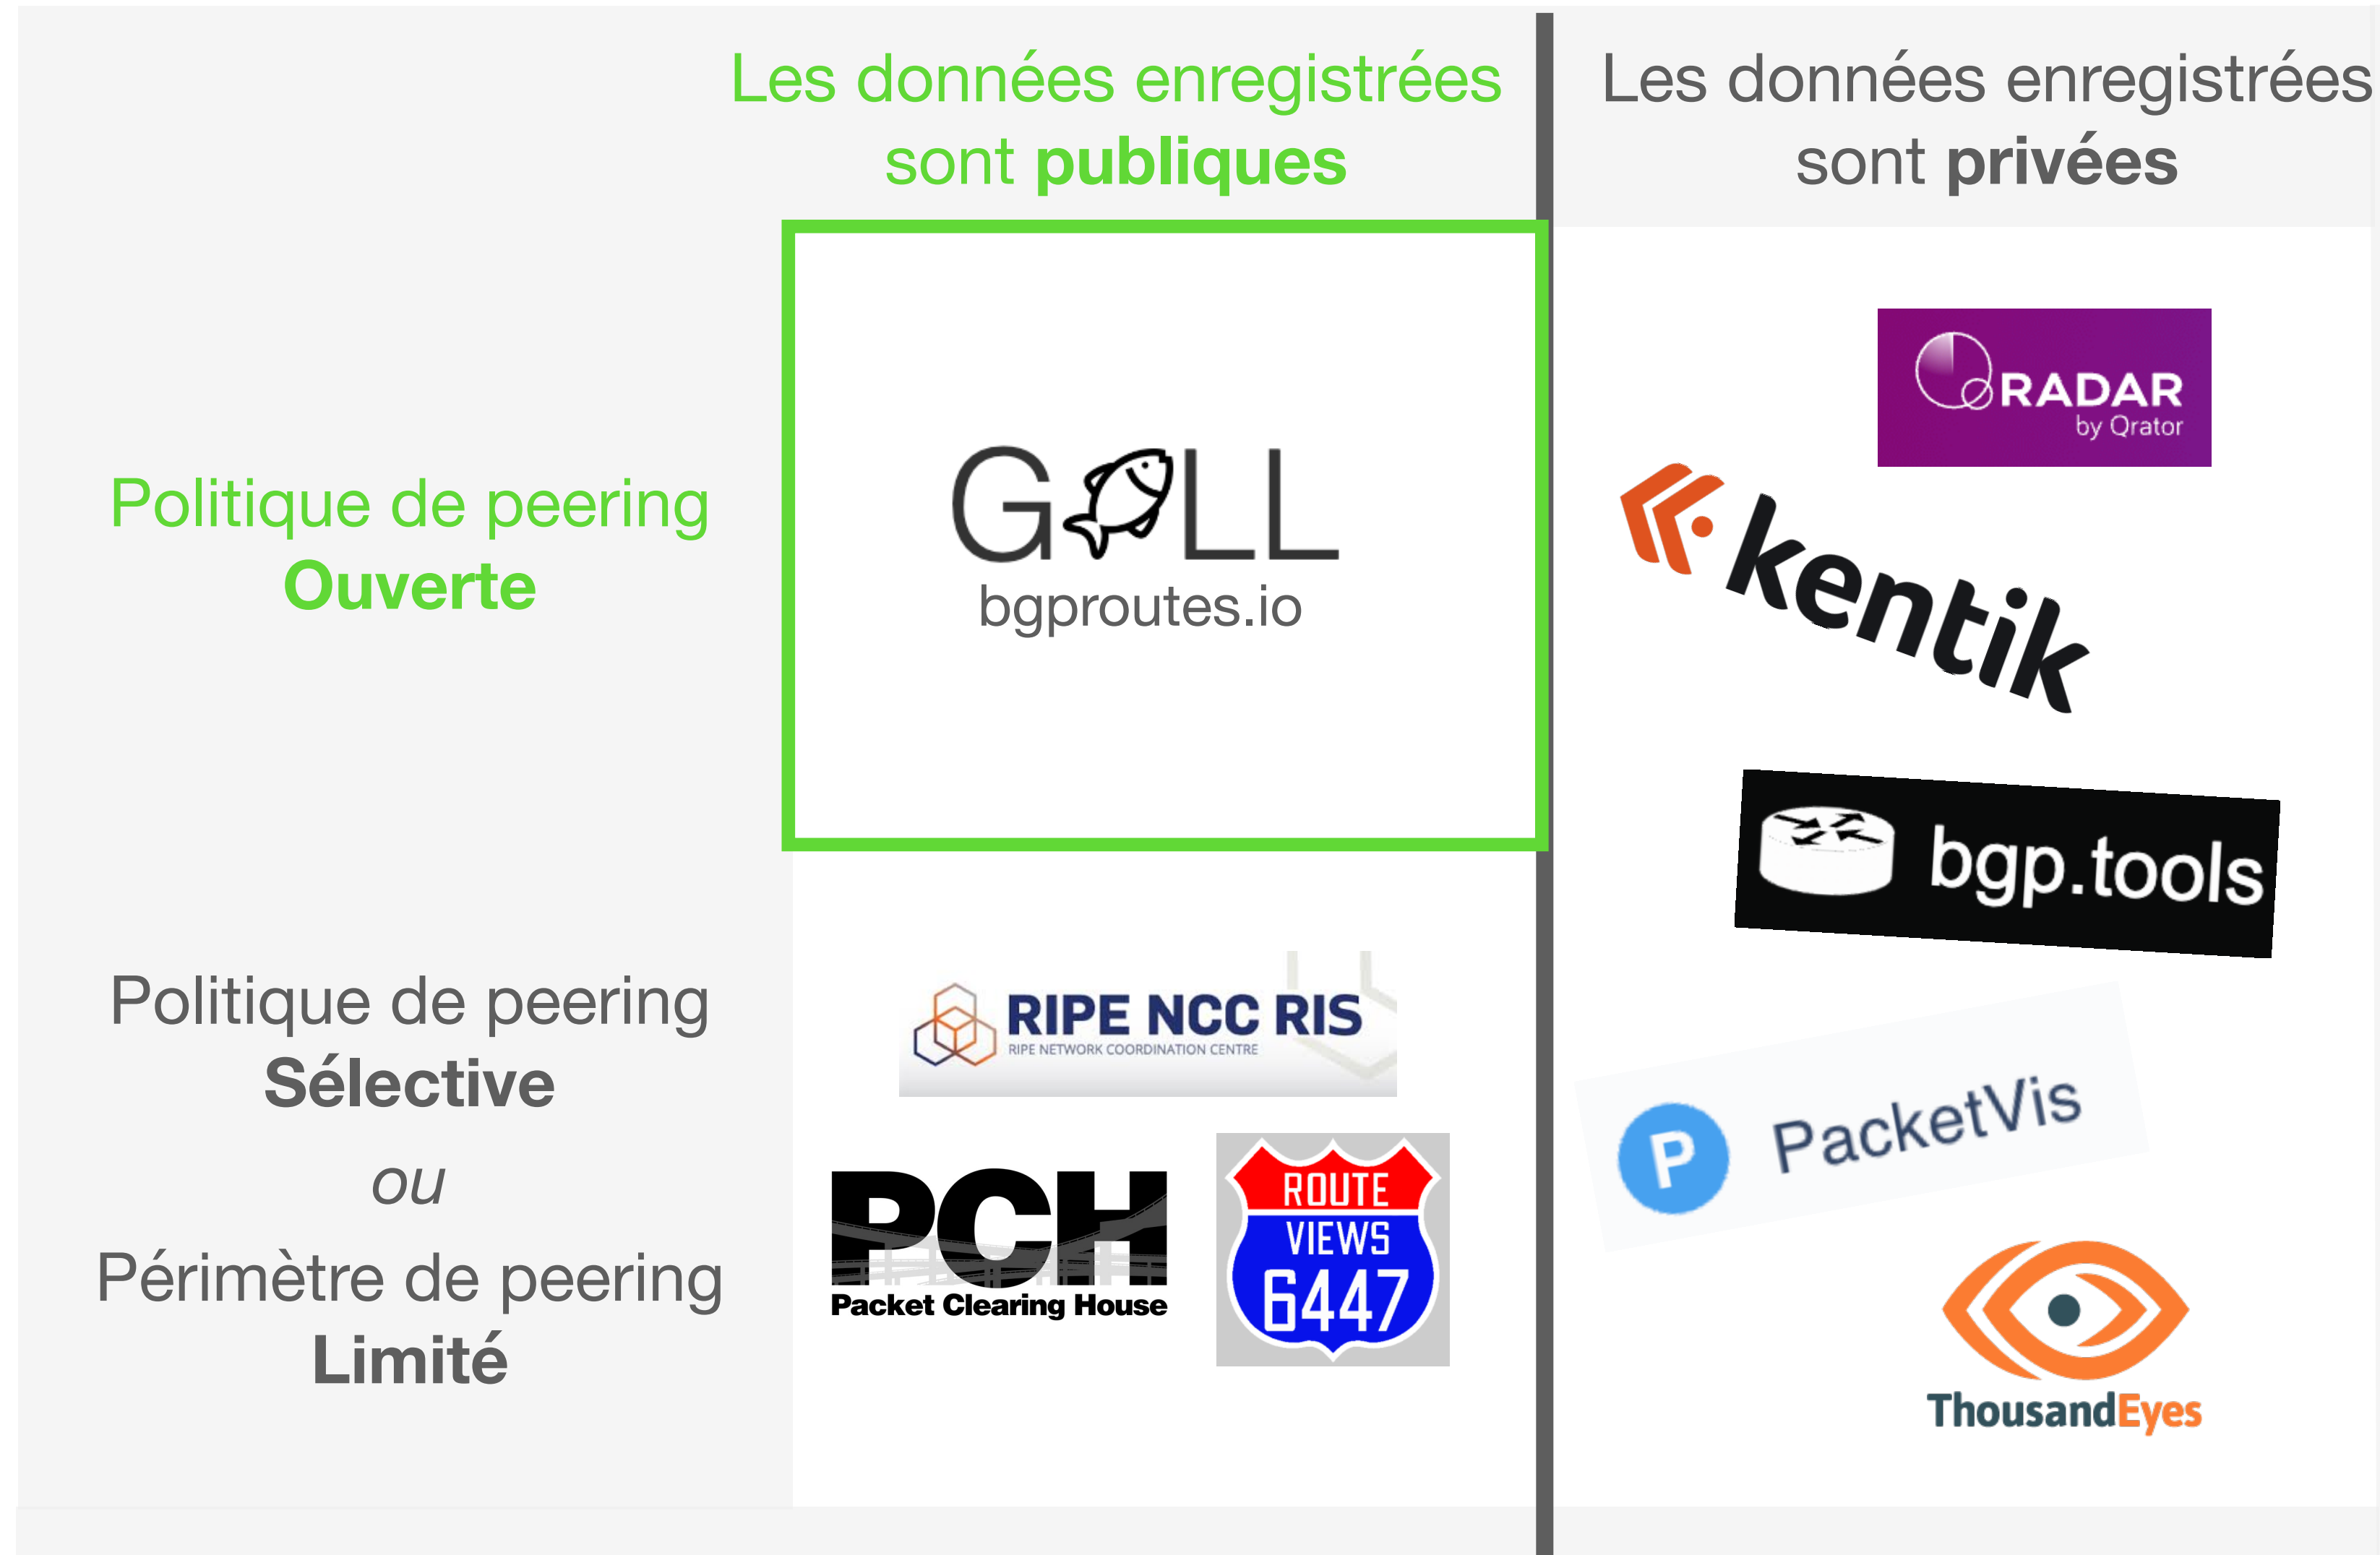 Les données enregistrées
sont publiques
Les données enregistrées
sont privées
Politique de peering
Ouverte
GILL
bgproutes.io
RADAR
by Qrator
kentik
bgp.tools
Politique de peering
Sélective
ou
Périmètre de peering
Limité
RIPE NCC RIS
RIPE NETWORK COORDINATION CENTRE
PCH
Packet Clearing House
ROUTE
VIEWS
6447
P PacketVis
ThousandEyes